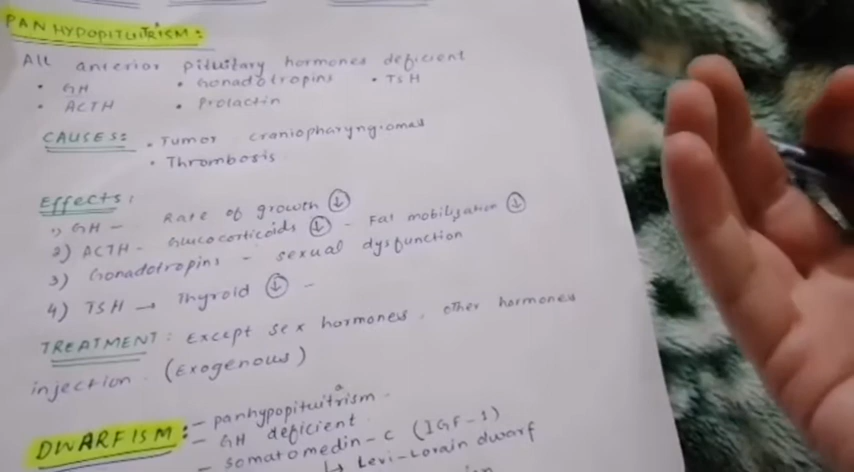 PANHYPOPITUITRISM:
All anterior pituitary hormones deficient
• GH • Gonadotropins • TSH
• ACTH • Prolactin
CAUSES: • Tumor craniopharyngiomas
• Thrombosis
Effects:
1) GH - Rate of growth ↓
2) ACTH - Glucocorticoids ↓ - Fat mobilization ↓
3) Gonadotropins - sexual dysfunction
4) TSH → Thyroid ↓ -
TREATMENT: Except sex hormones, other hormones
injection. (Exogenous)
DWARFISM: - panhypopituitrism.
- GH deficient.
- Somatomedin-C (IGF-1)
↳ Levi-Lorain dwarf